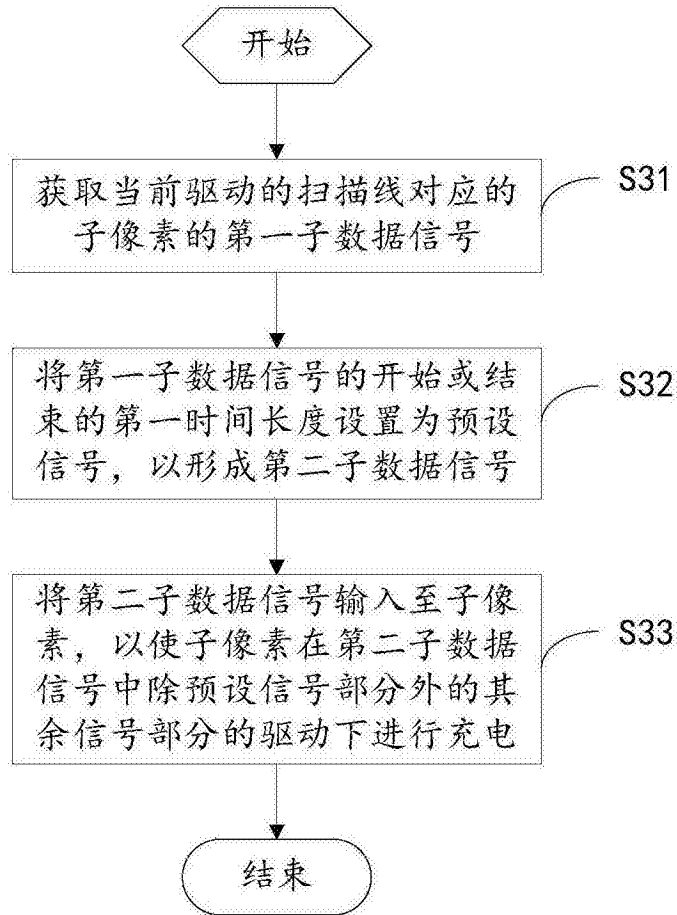 开始
获取当前驱动的扫描线对应的
子像素的第一子数据信号
S31
将第一子数据信号的开始或结
束的第一时间长度设置为预设
信号，以形成第二子数据信号
S32
将第二子数据信号输入至子像
素，以使子像素在第二子数据
信号中除预设信号部分外的其
余信号部分的驱动下进行充电
S33
结束